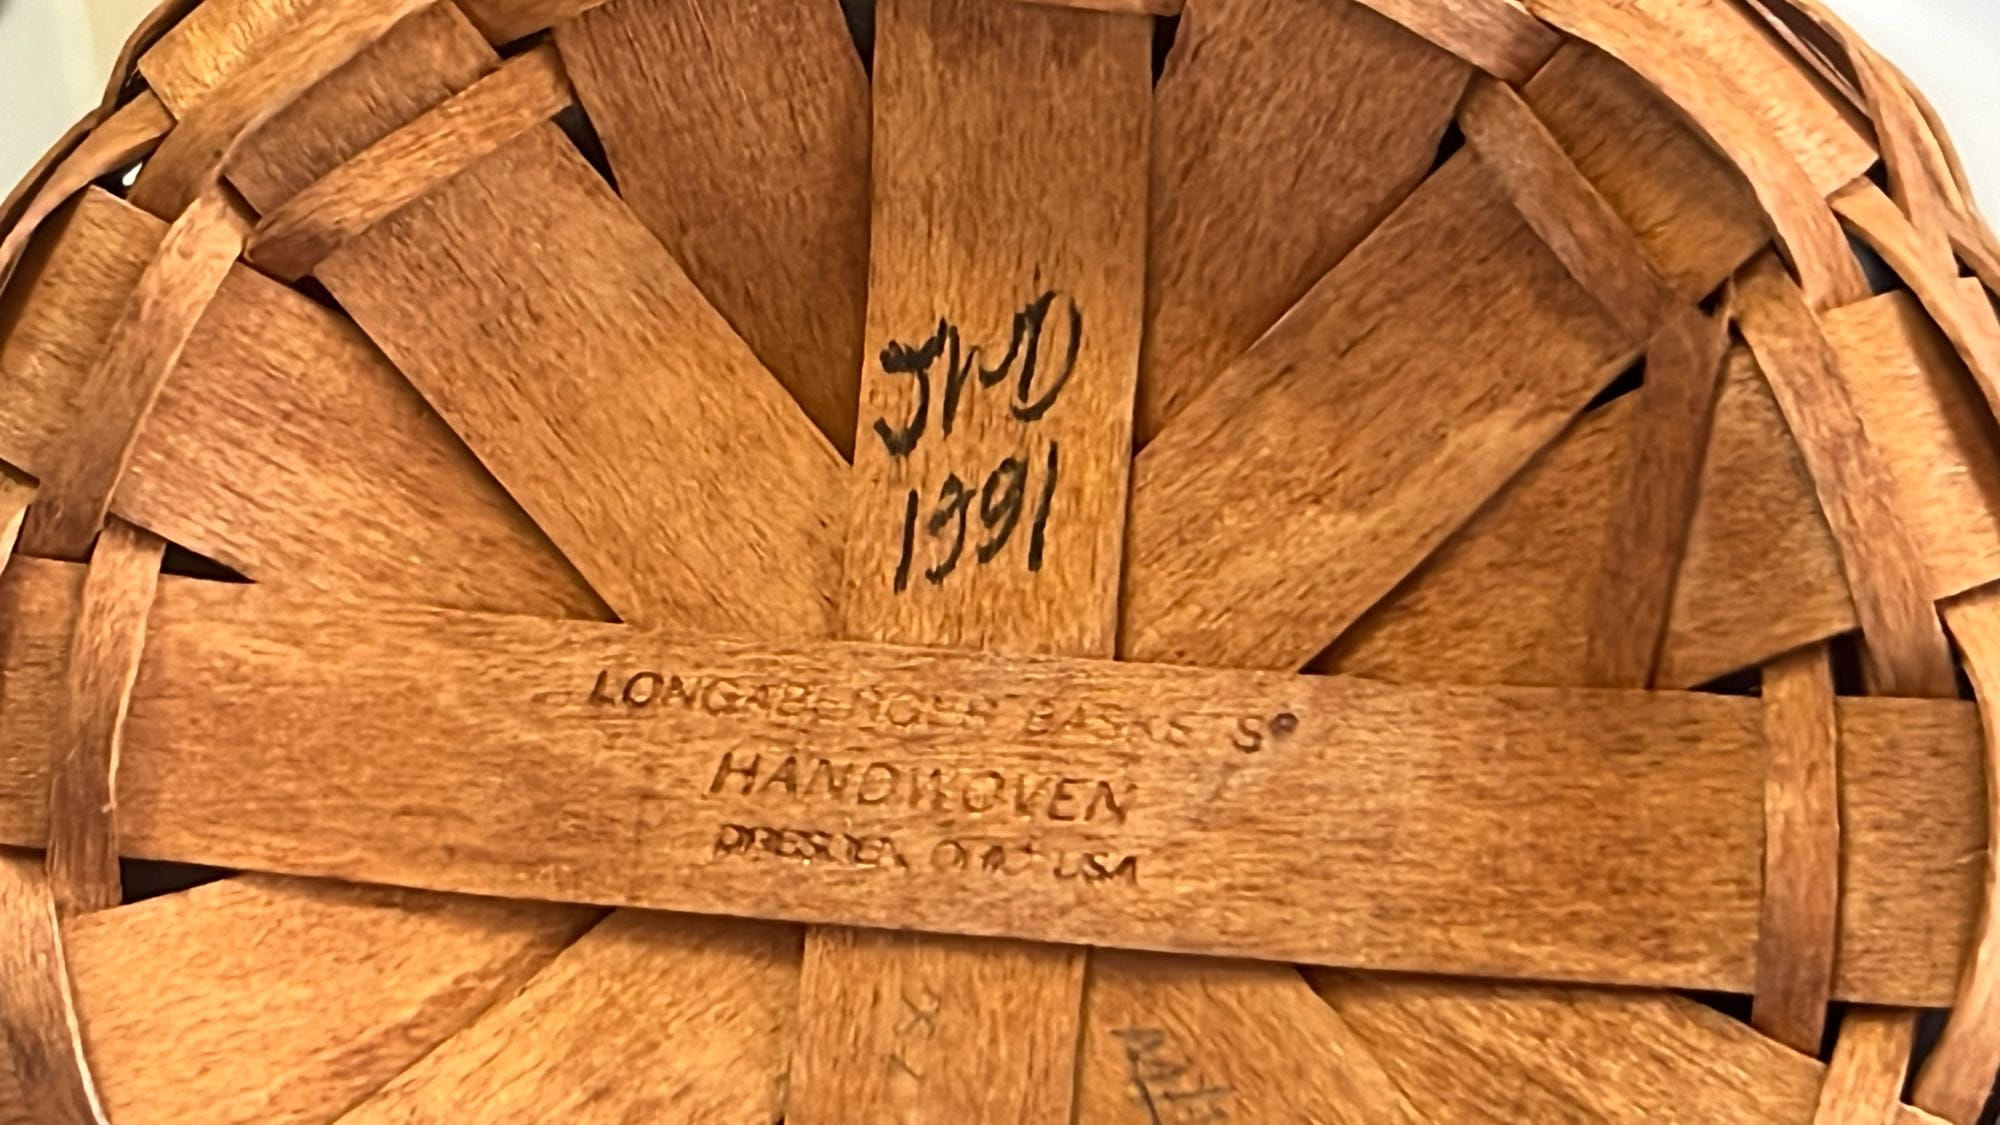 JMD
1991
LONGABERGER BASKETS®
HANDWOVEN
DRESDEN, OHIO USA